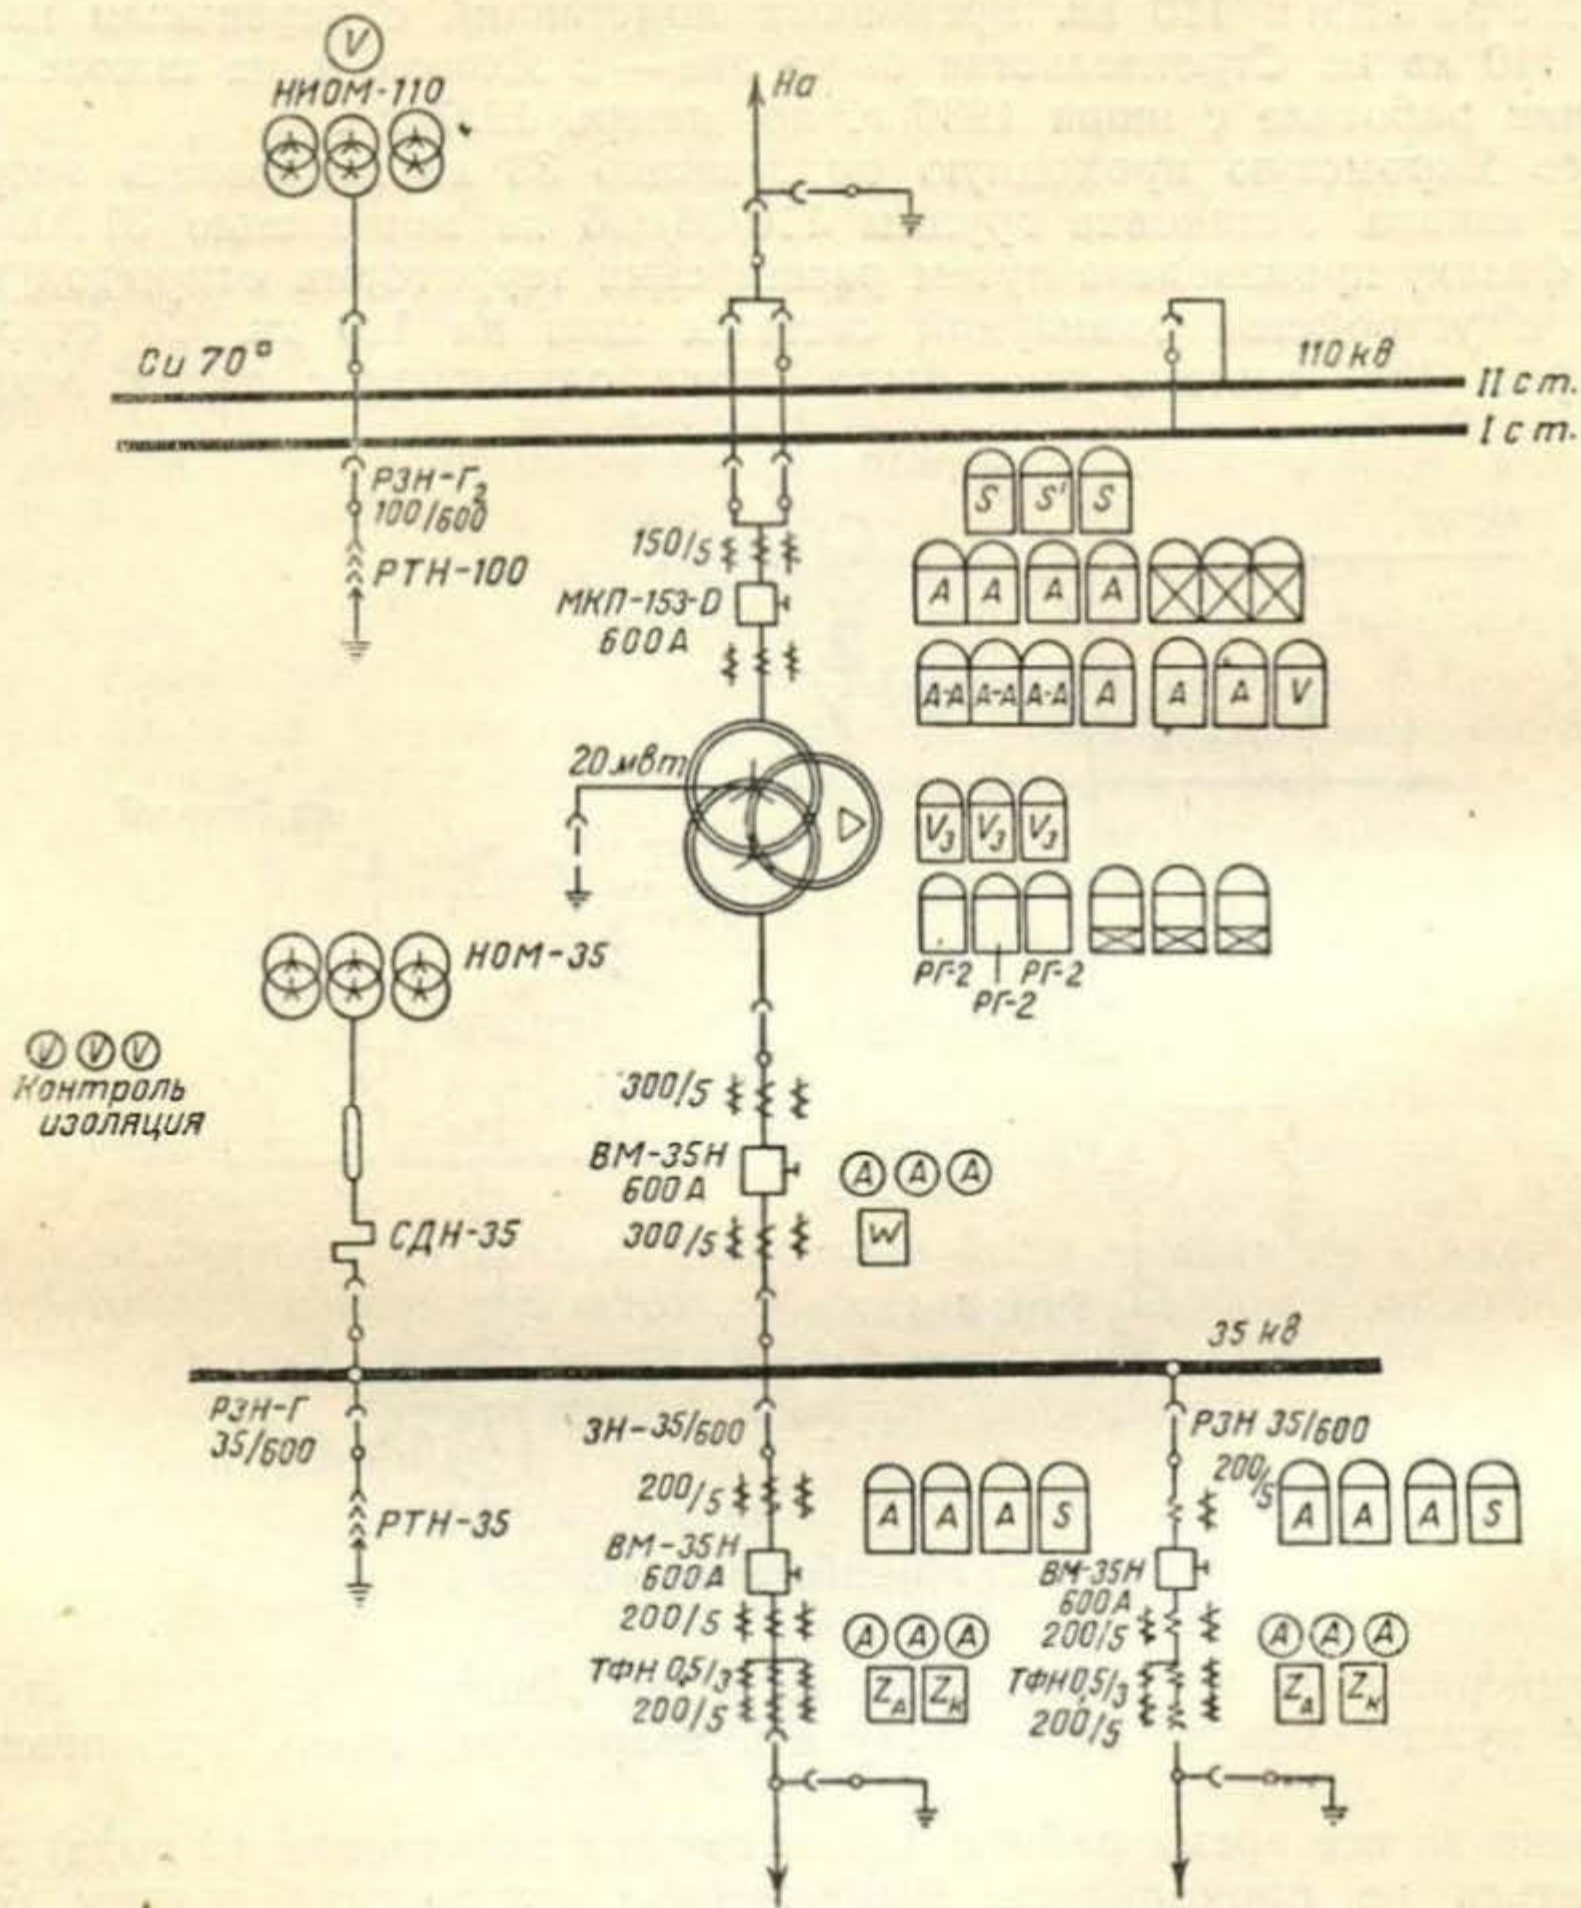 V
НИОМ-110
На
Си 70°
110 кв
II ст.
I ст.
РЗН-Г₂
100/600
РТН-100
150/5
МКП-153-D
600 А
S S' S
А А А А
А-А А-А А-А А А А V
20 мвт
V₃ V₃ V₃
РГ-2 РГ-2 РГ-2
НОМ-35
V V V
Контроль
изоляция
300/5
ВМ-35Н
600 А
А А А
300/5
W
СДН-35
35 кв
РЗН-Г
35/600
РТН-35
ЗН-35/600
200/5
А А А S
ВМ-35Н
600 А
200/5
А А А
ТФН 0,5/3
200/5
Zₐ Zн
РЗН 35/600
200/5
А А А S
ВМ-35Н
600 А
200/5
А А А
ТФН 0,5/3
200/5
Zₐ Zн